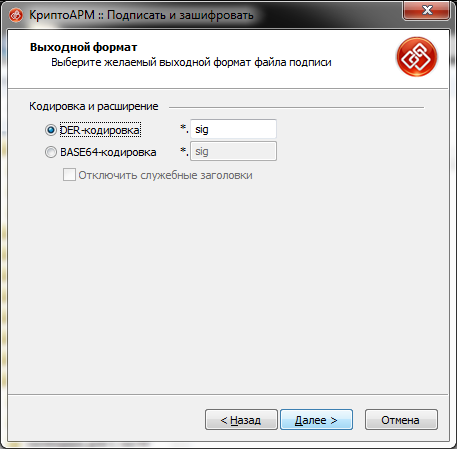 КриптоАРМ :: Подписать и зашифровать
Выходной формат
Выберите желаемый выходной формат файла подписи
Кодировка и расширение
DER-кодировка *. sig
BASE64-кодировка *. sig
Отключить служебные заголовки
< Назад Далее > Отмена